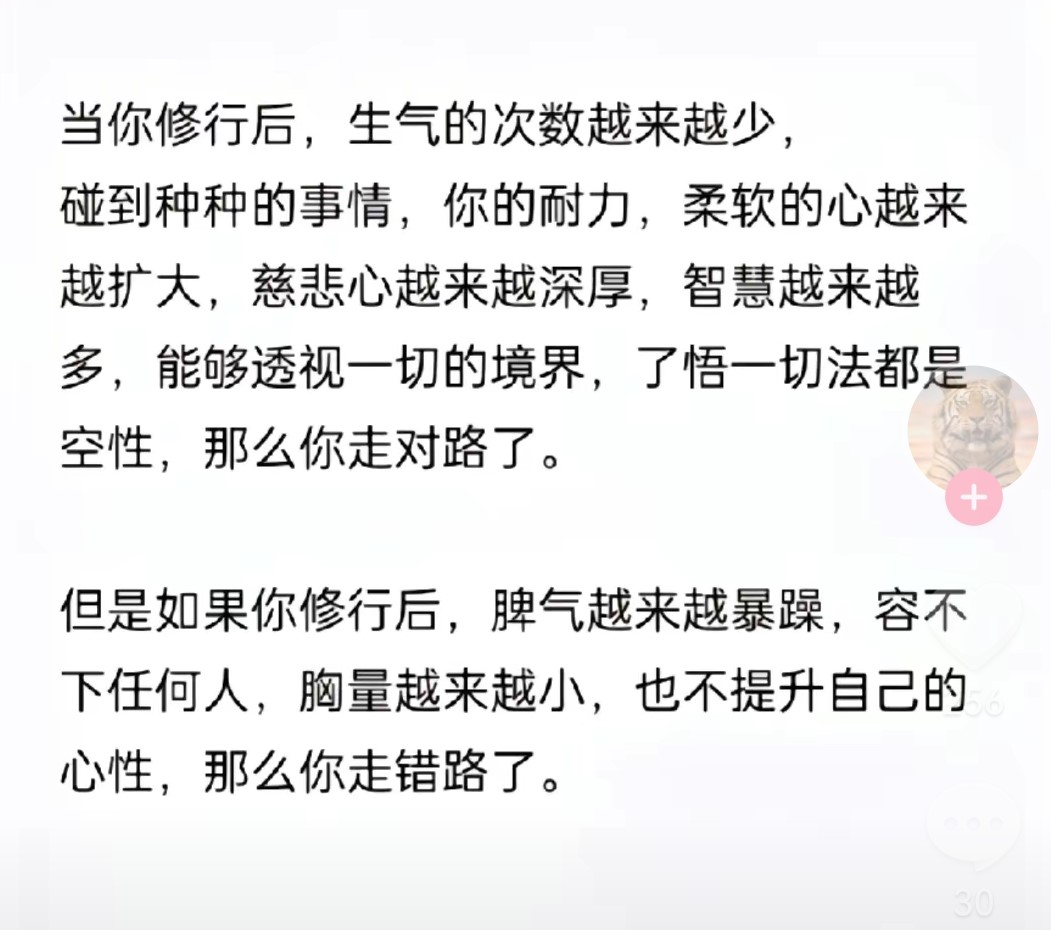 当你修行后，生气的次数越来越少，
碰到种种的事情，你的耐力，柔软的心越来
越扩大，慈悲心越来越深厚，智慧越来越
多，能够透视一切的境界，了悟一切法都是
空性，那么你走对路了。
但是如果你修行后，脾气越来越暴躁，容不
下任何人，胸量越来越小，也不提升自己的
心性，那么你走错路了。
256
30